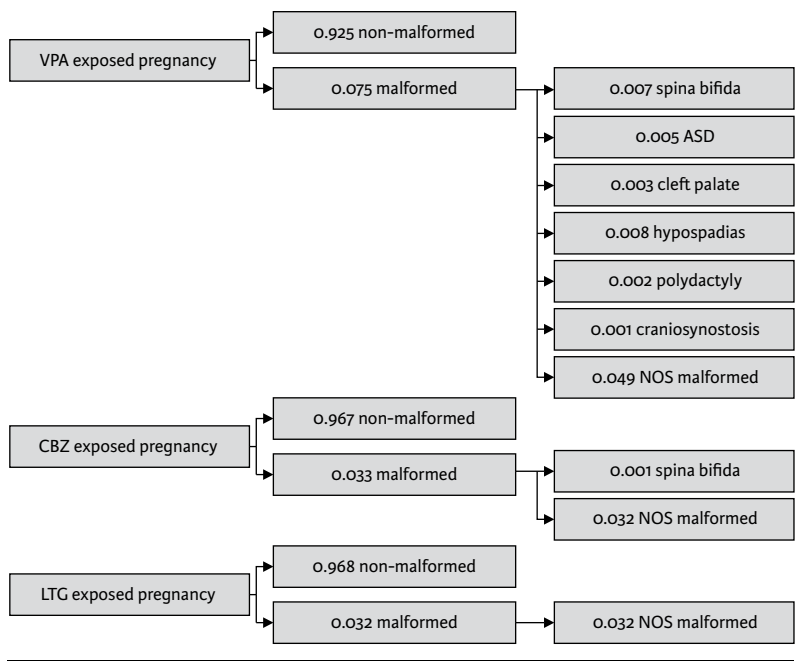 VPA exposed pregnancy
0.925 non-malformed
0.075 malformed
0.007 spina bifida
0.005 ASD
0.003 cleft palate
0.008 hypospadias
0.002 polydactyly
0.001 craniosynostosis
0.049 NOS malformed
CBZ exposed pregnancy
0.967 non-malformed
0.033 malformed
0.001 spina bifida
0.032 NOS malformed
LTG exposed pregnancy
0.968 non-malformed
0.032 malformed
0.032 NOS malformed